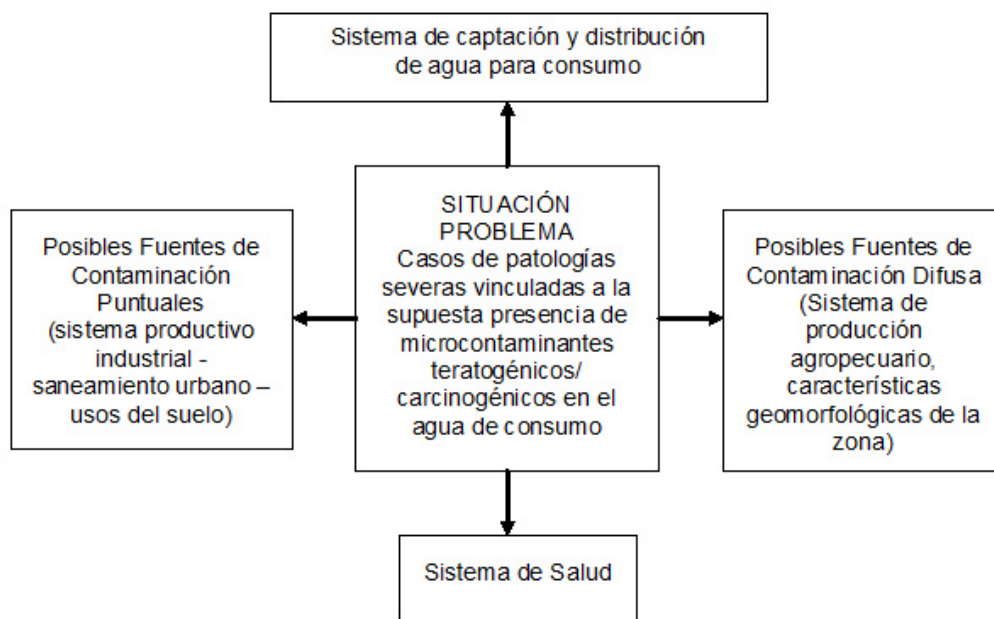 Sistema de captación y distribución
de agua para consumo
SITUACIÓN
PROBLEMA
Casos de patologías
severas vinculadas a la
supuesta presencia de
microcontaminantes
teratogénicos/
carcinogénicos en el
agua de consumo
Posibles Fuentes de
Contaminación
Puntuales
(sistema productivo
industrial -
saneamiento urbano –
usos del suelo)
Posibles Fuentes de
Contaminación Difusa
(Sistema de
producción
agropecuario,
características
geomorfológicas de la
zona)
Sistema de Salud